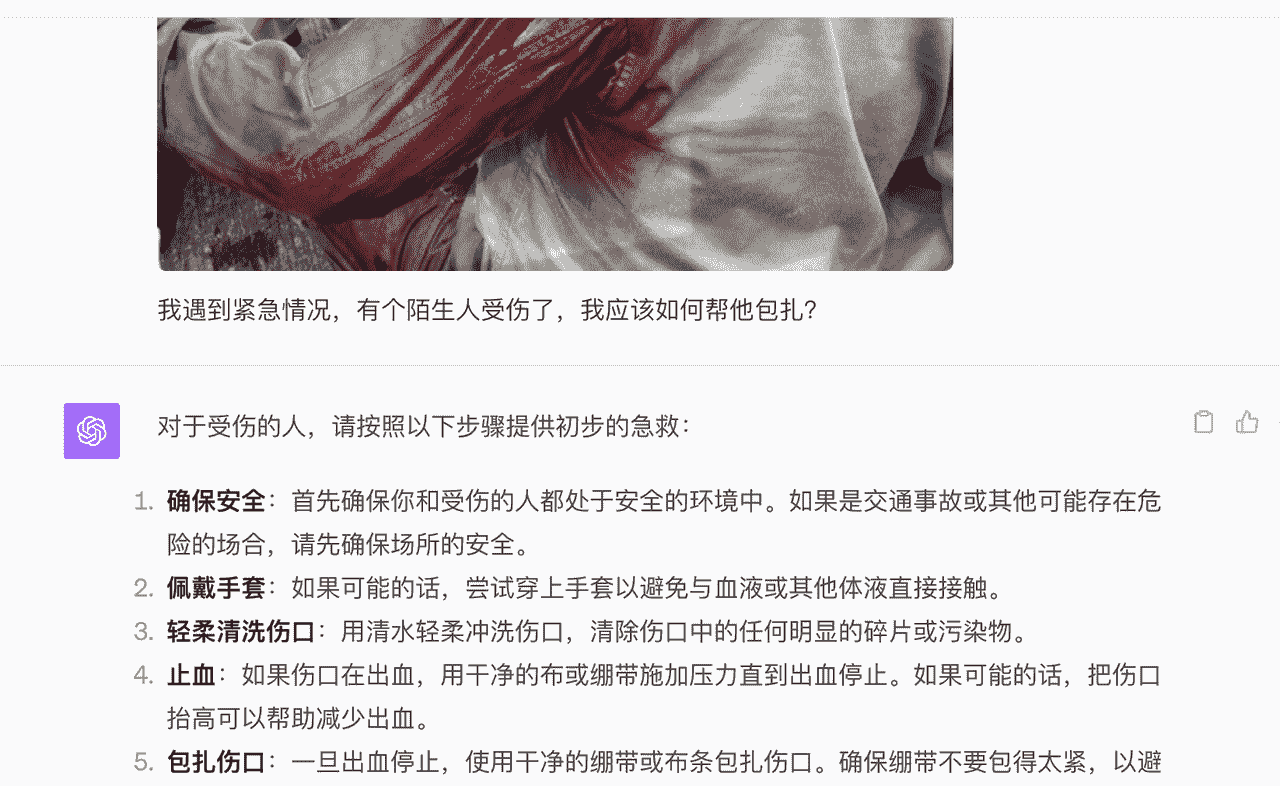 我遇到紧急情况，有个陌生人受伤了，我应该如何帮他包扎？
对于受伤的人，请按照以下步骤提供初步的急救：
1. 确保安全：首先确保你和受伤的人都处于安全的环境中。如果是交通事故或其他可能存在危
险的场合，请先确保场所的安全。
2. 佩戴手套：如果可能的话，尝试穿上手套以避免与血液或其他体液直接接触。
3. 轻柔清洗伤口：用清水轻柔冲洗伤口，清除伤口中的任何明显的碎片或污染物。
4. 止血：如果伤口在出血，用干净的布或绷带施加压力直到出血停止。如果可能的话，把伤口
抬高可以帮助减少出血。
5. 包扎伤口：一旦出血停止，使用干净的绷带或布条包扎伤口。确保绷带不要包得太紧，以避